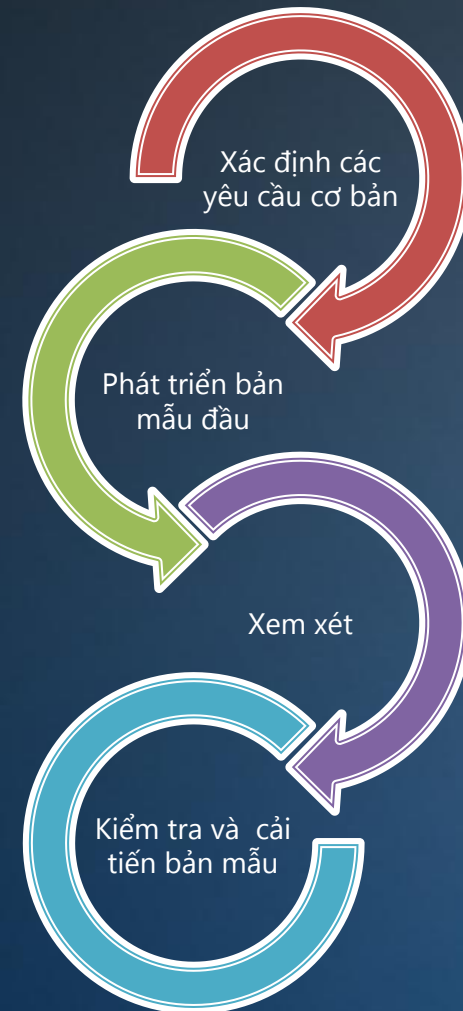 Xác định các
yêu cầu cơ bản
Phát triển bản
mẫu đầu
Xem xét
Kiểm tra và cải
tiến bản mẫu